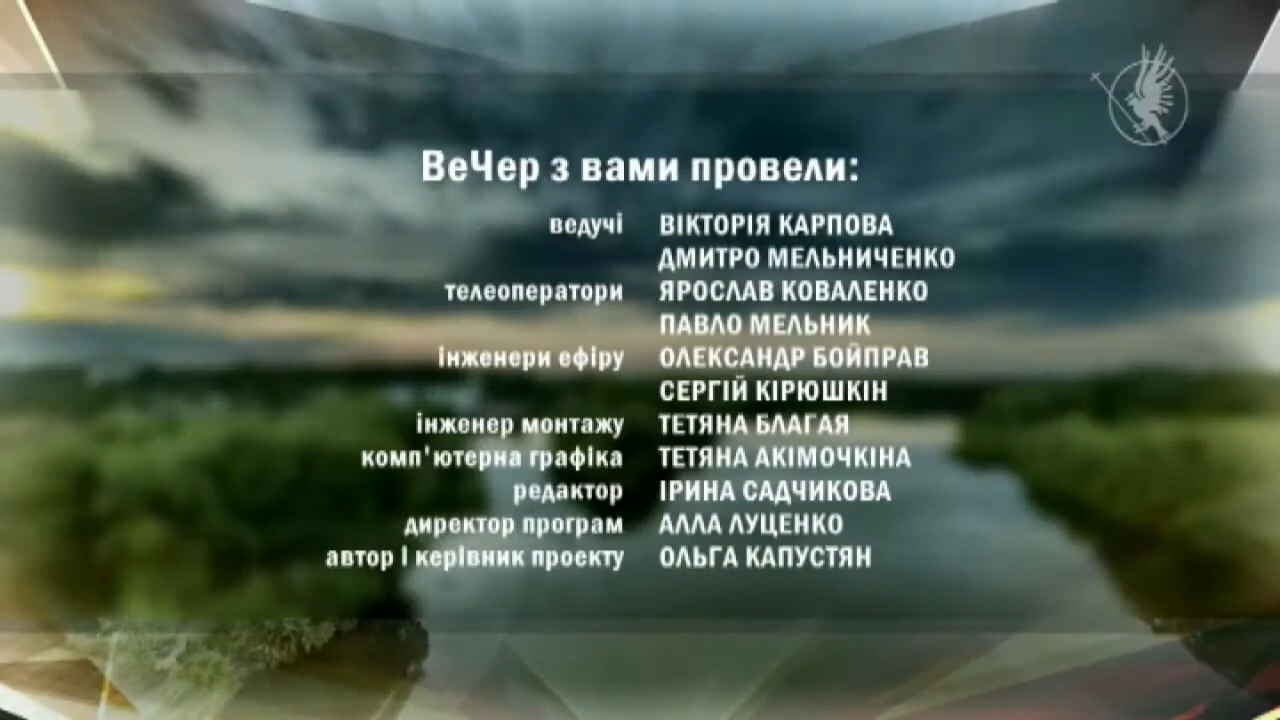 ВеЧер з вами провели:
ведучі ВІКТОРІЯ КАРПОВА
ДМИТРО МЕЛЬНИЧЕНКО
телеоператори ЯРОСЛАВ КОВАЛЕНКО
ПАВЛО МЕЛЬНИК
інженери ефіру ОЛЕКСАНДР БОЙПРАВ
СЕРГІЙ КІРЮШКІН
інженер монтажу ТЕТЯНА БЛАГАЯ
комп'ютерна графіка ТЕТЯНА АКІМОЧКІНА
редактор ІРИНА САДЧИКОВА
директор програм АЛЛА ЛУЦЕНКО
автор І керівник проекту ОЛЬГА КАПУСТЯН